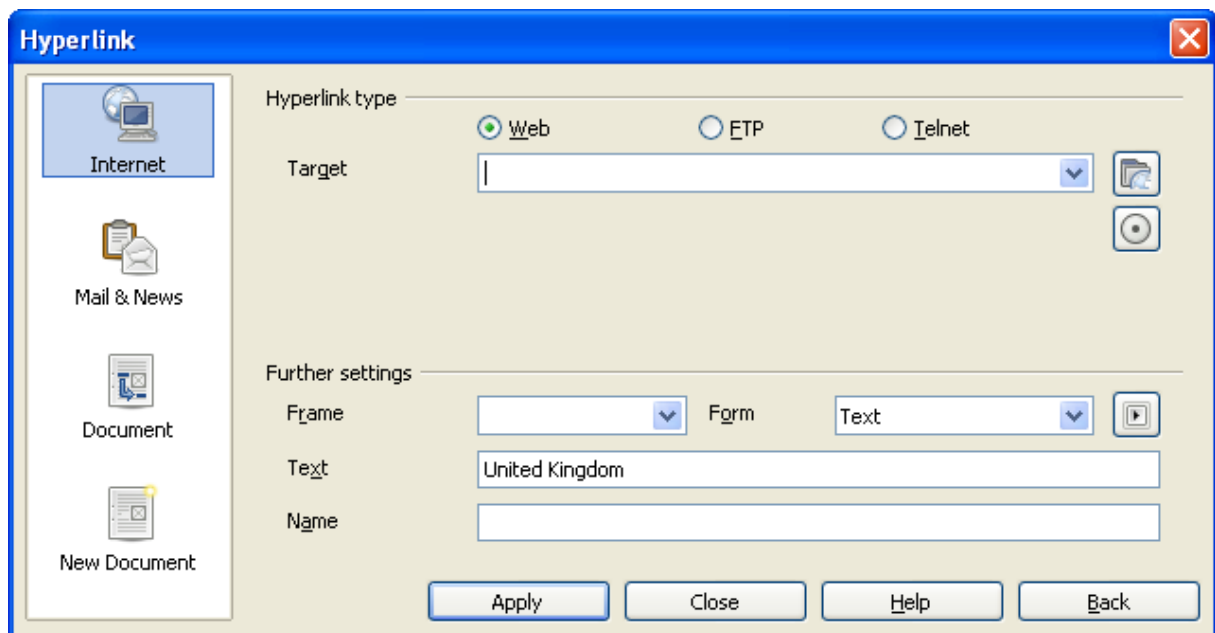 Hyperlink
Internet
Mail & News
Document
New Document
Hyperlink type
Web FTP Telnet
Target
Further settings
Frame Form Text
Text United Kingdom
Name
Apply Close Help Back